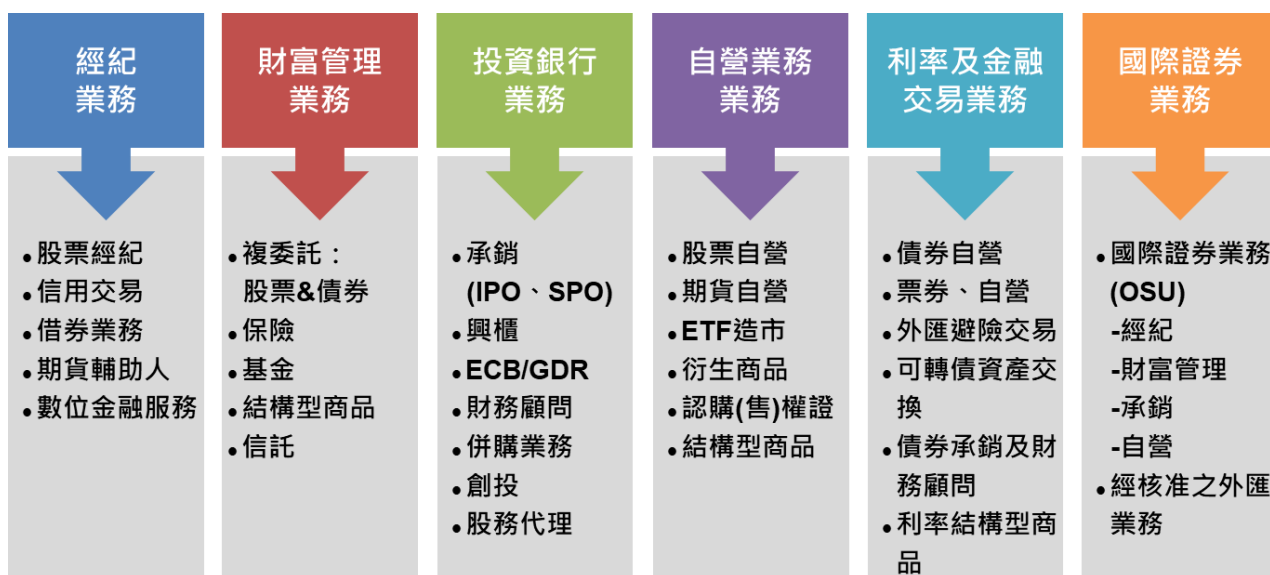 經紀
業務
•股票經紀
•信用交易
•借券業務
•期貨輔助人
•數位金融服務
財富管理
業務
•複委託：
股票&債券
•保險
•基金
•結構型商品
•信託
投資銀行
業務
•承銷
(IPO、SPO)
•興櫃
•ECB/GDR
•財務顧問
•併購業務
•創投
•股務代理
自營業務
業務
•股票自營
•期貨自營
•ETF造市
•衍生商品
•認購(售)權證
•結構型商品
利率及金融
交易業務
•債券自營
•票券、自營
•外匯避險交易
•可轉債資產交
換
•債券承銷及財
務顧問
•利率結構型商
品
國際證券
業務
•國際證券業務
(OSU)
-經紀
-財富管理
-承銷
-自營
•經核准之外匯
業務